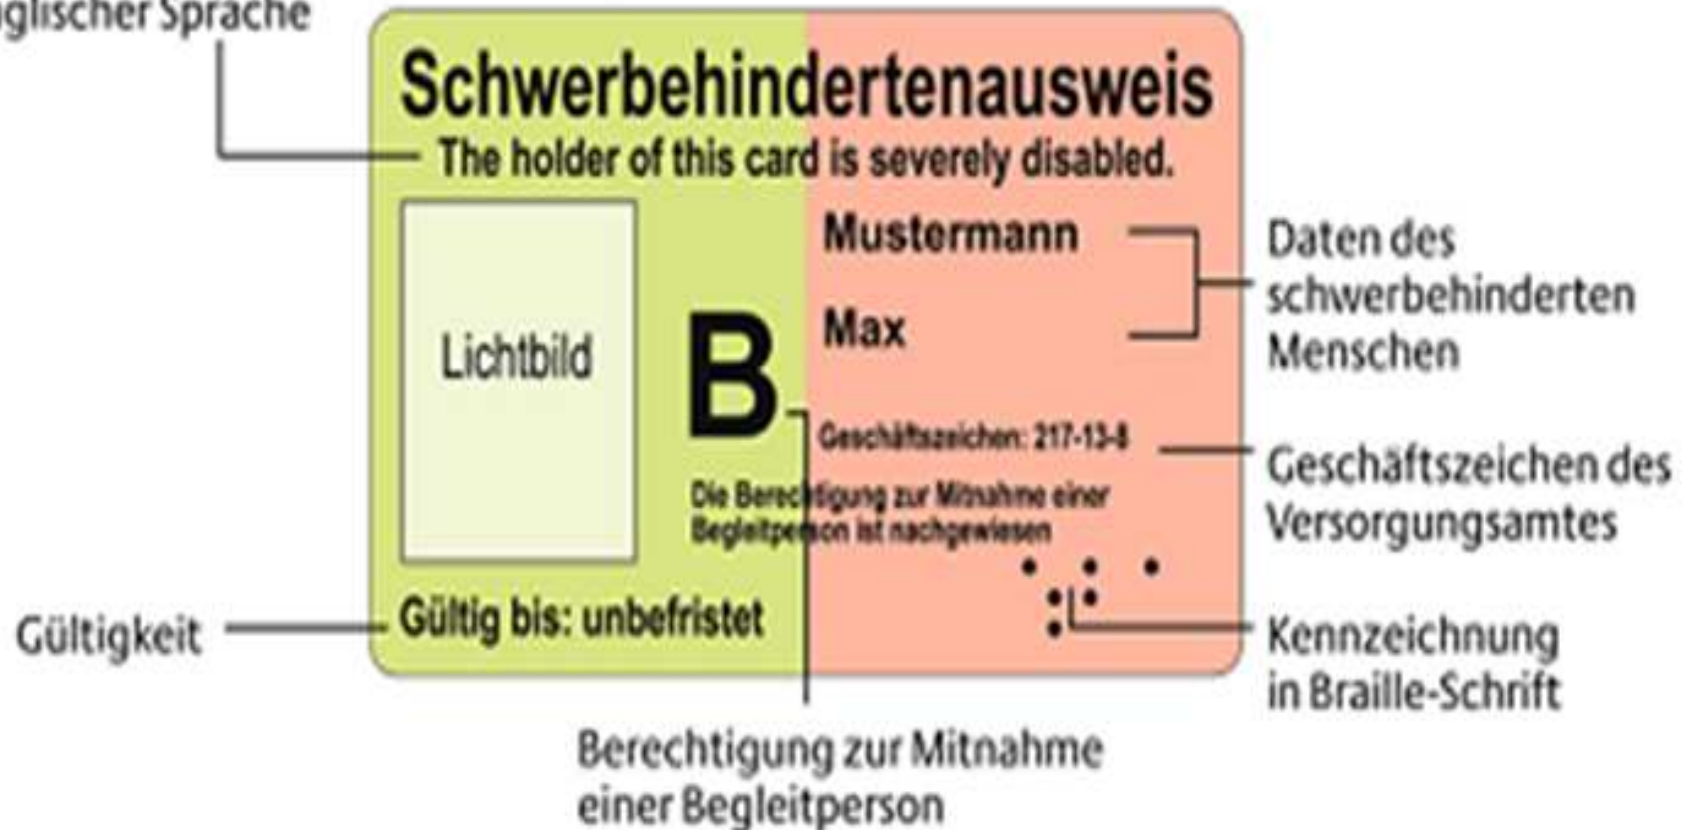 glischer Sprache
Schwerbehindertenausweis
The holder of this card is severely disabled.
Mustermann
Max
Lichtbild
B
Geschäftszeichen: 217-13-8
Die Berechtigung zur Mitnahme einer
Begleitperson ist nachgewiesen
Gültig bis: unbefristet
Daten des
schwerbehinderten
Menschen
Geschäftszeichen des
Versorgungsamtes
Kennzeichnung
in Braille-Schrift
Gültigkeit
Berechtigung zur Mitnahme
einer Begleitperson